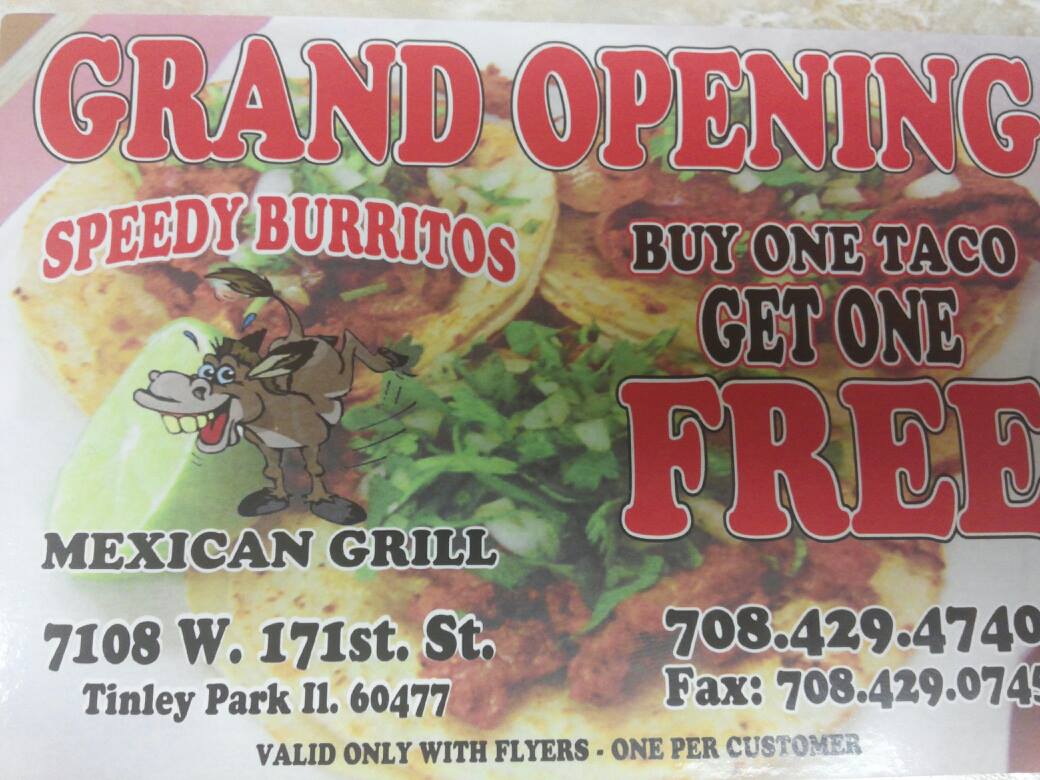 GRAND OPENING
SPEEDY BURRITOS
BUY ONE TACO
GET ONE
FREE
MEXICAN GRILL
7108 W. 171st. St.
Tinley Park Il. 60477
708.429.4740
Fax: 708.429.0745
VALID ONLY WITH FLYERS - ONE PER CUSTOMER